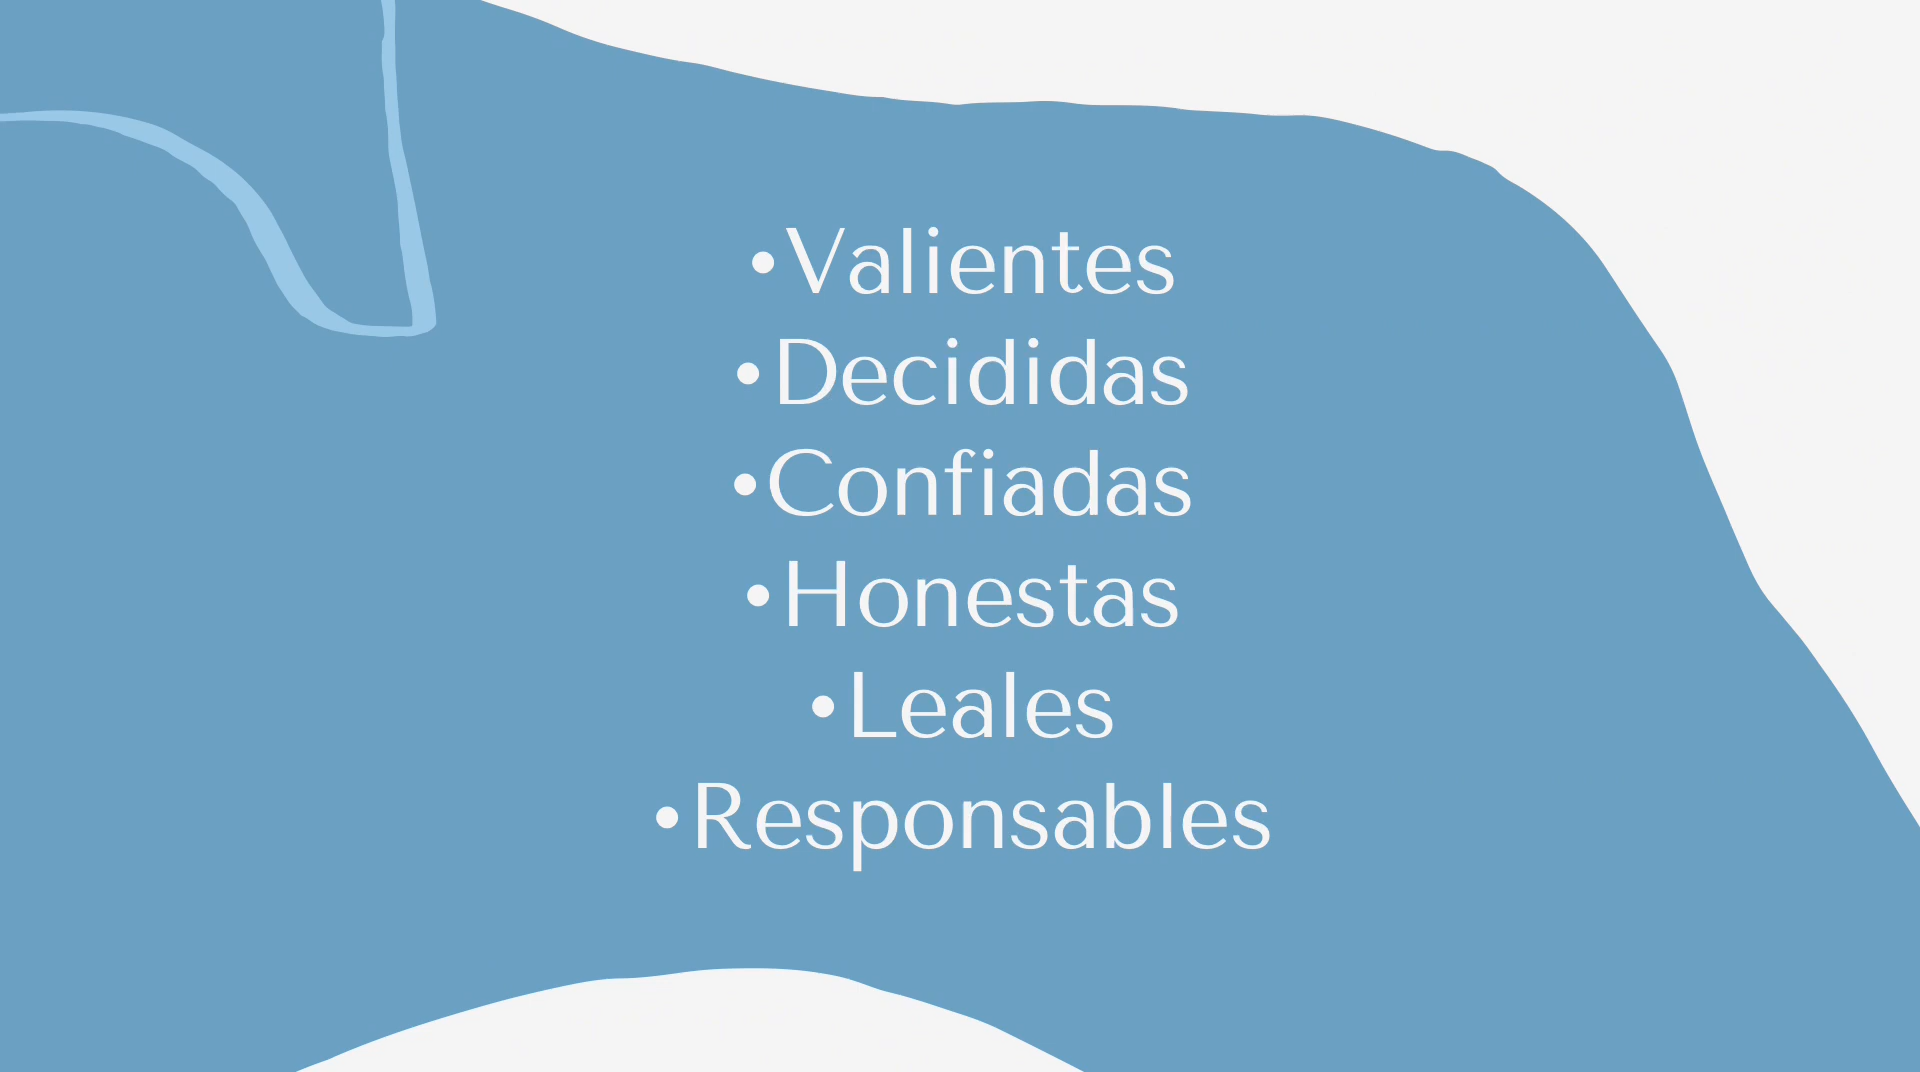 •Valientes
•Decididas
•Confiadas
•Honestas
•Leales
•Responsables